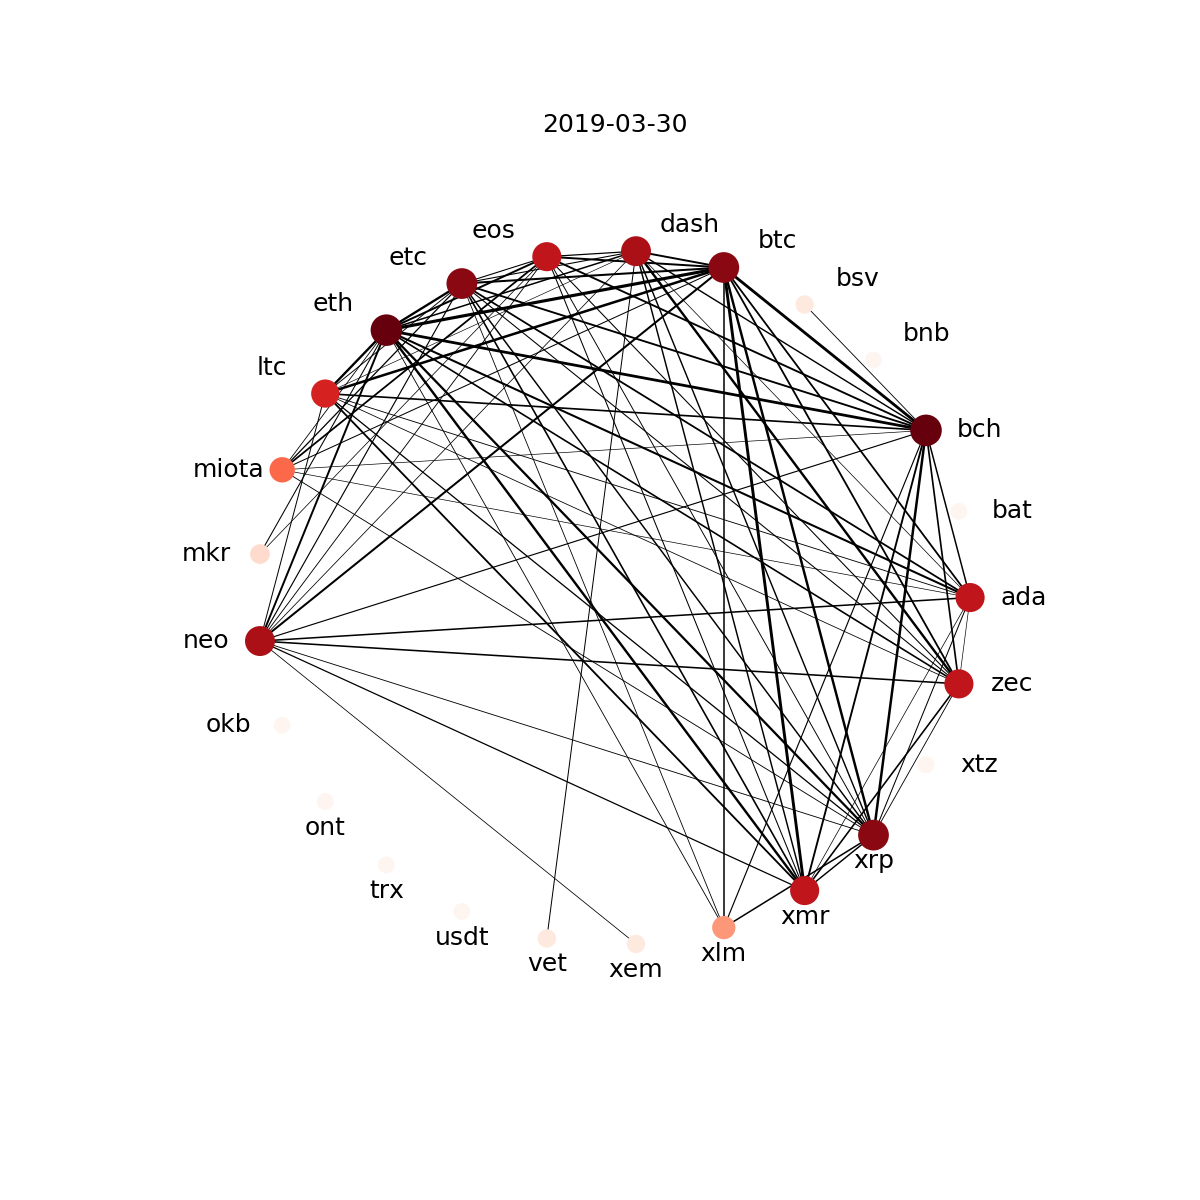 2019-03-30
dash
eos
btc
etc
bsv
eth
bnb
ltc
bch
miota
bat
mkr
ada
neo
zec
okb
xtz
ont
xrp
trx
xmr
usdt
xlm
vet
xem